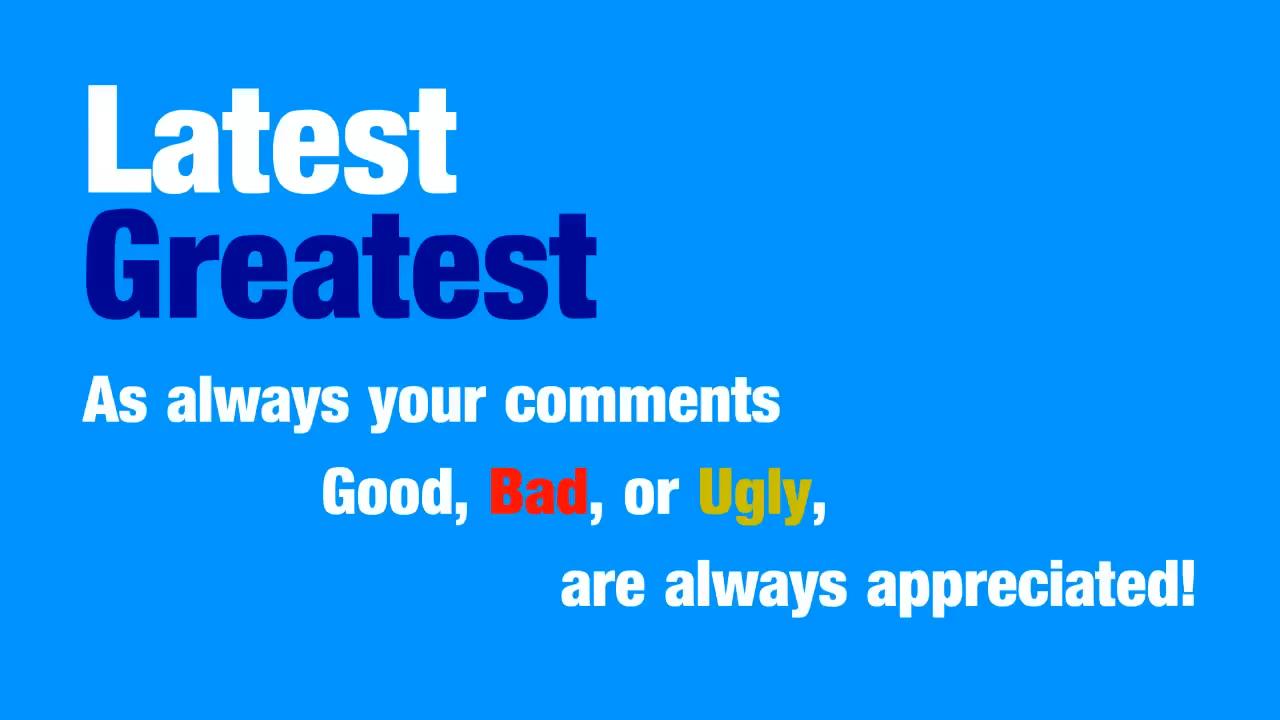 Latest
Greatest
As always your comments
Good, Bad, or Ugly,
are always appreciated!